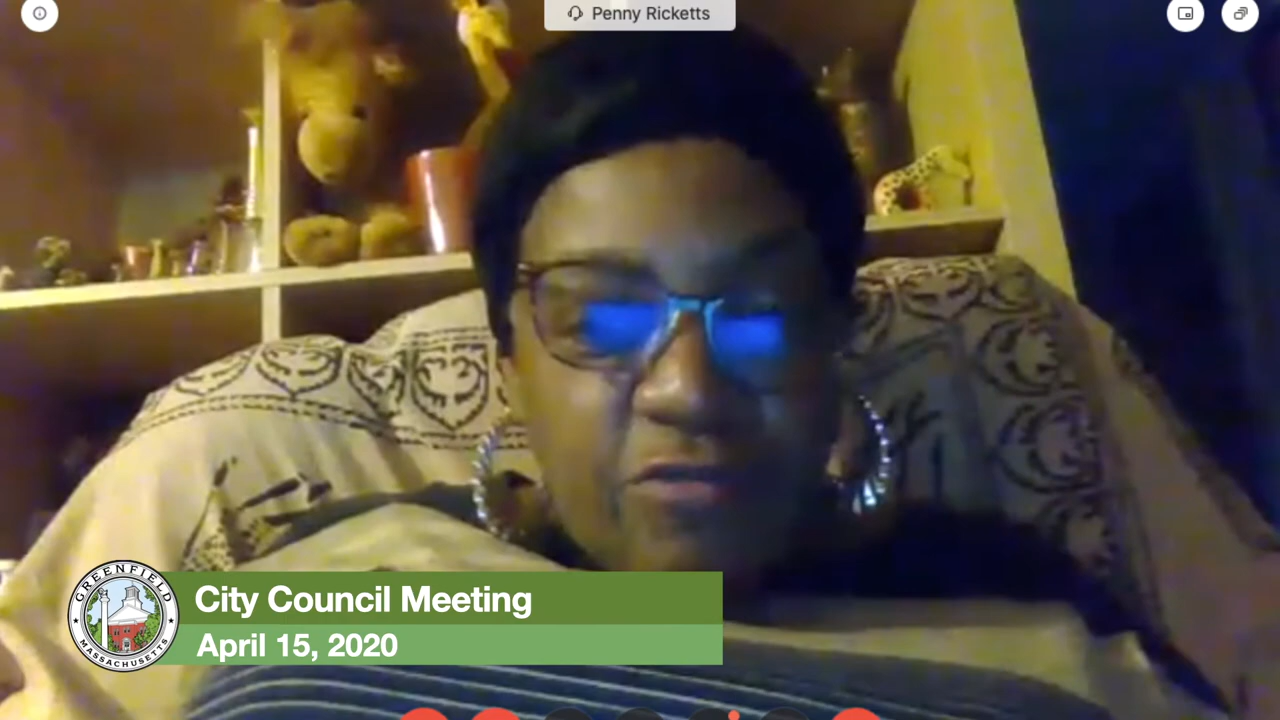 Penny Ricketts
GREENFIELD
MASSACHUSETTS
City Council Meeting
April 15, 2020